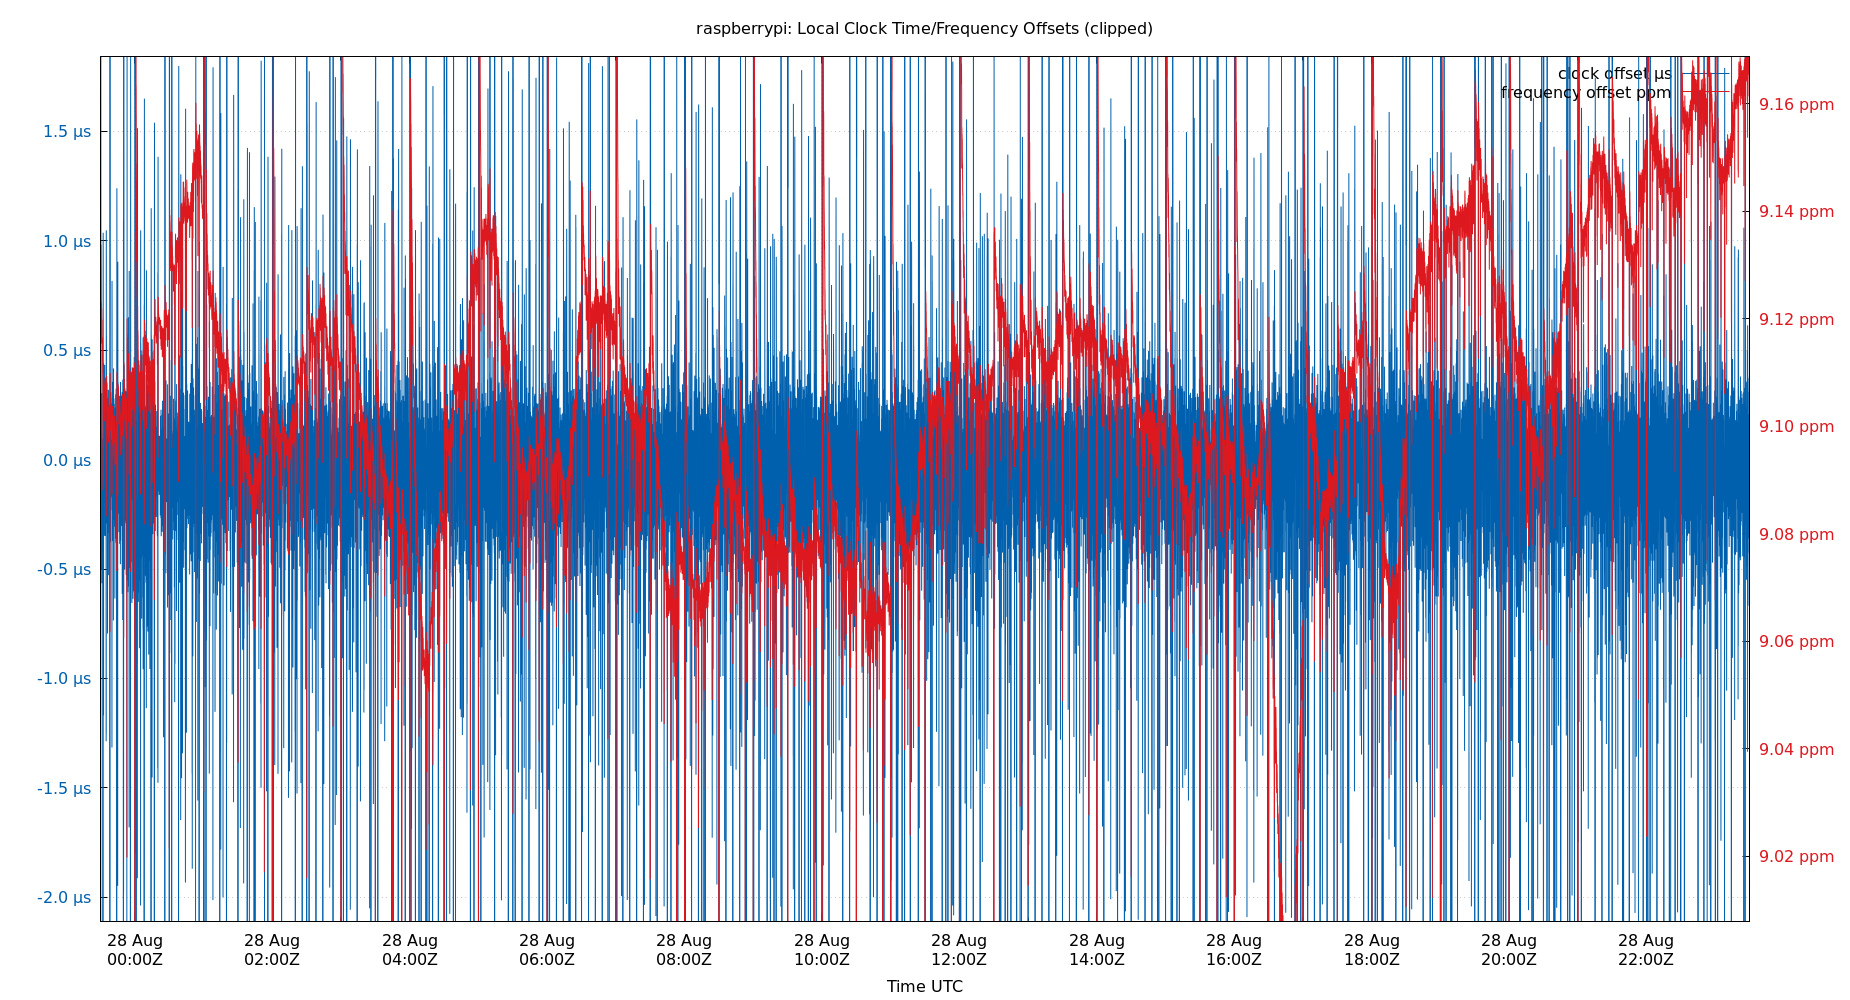 raspberrypi: Local Clock Time/Frequency Offsets (clipped)
clock offset µs
frequency offset ppm
1.5 µs
1.0 µs
0.5 µs
0.0 µs
-0.5 µs
-1.0 µs
-1.5 µs
-2.0 µs
9.16 ppm
9.14 ppm
9.12 ppm
9.10 ppm
9.08 ppm
9.06 ppm
9.04 ppm
9.02 ppm
28 Aug 28 Aug 28 Aug 28 Aug 28 Aug 28 Aug 28 Aug 28 Aug 28 Aug 28 Aug 28 Aug 28 Aug
00:00Z 02:00Z 04:00Z 06:00Z 08:00Z 10:00Z 12:00Z 14:00Z 16:00Z 18:00Z 20:00Z 22:00Z
Time UTC